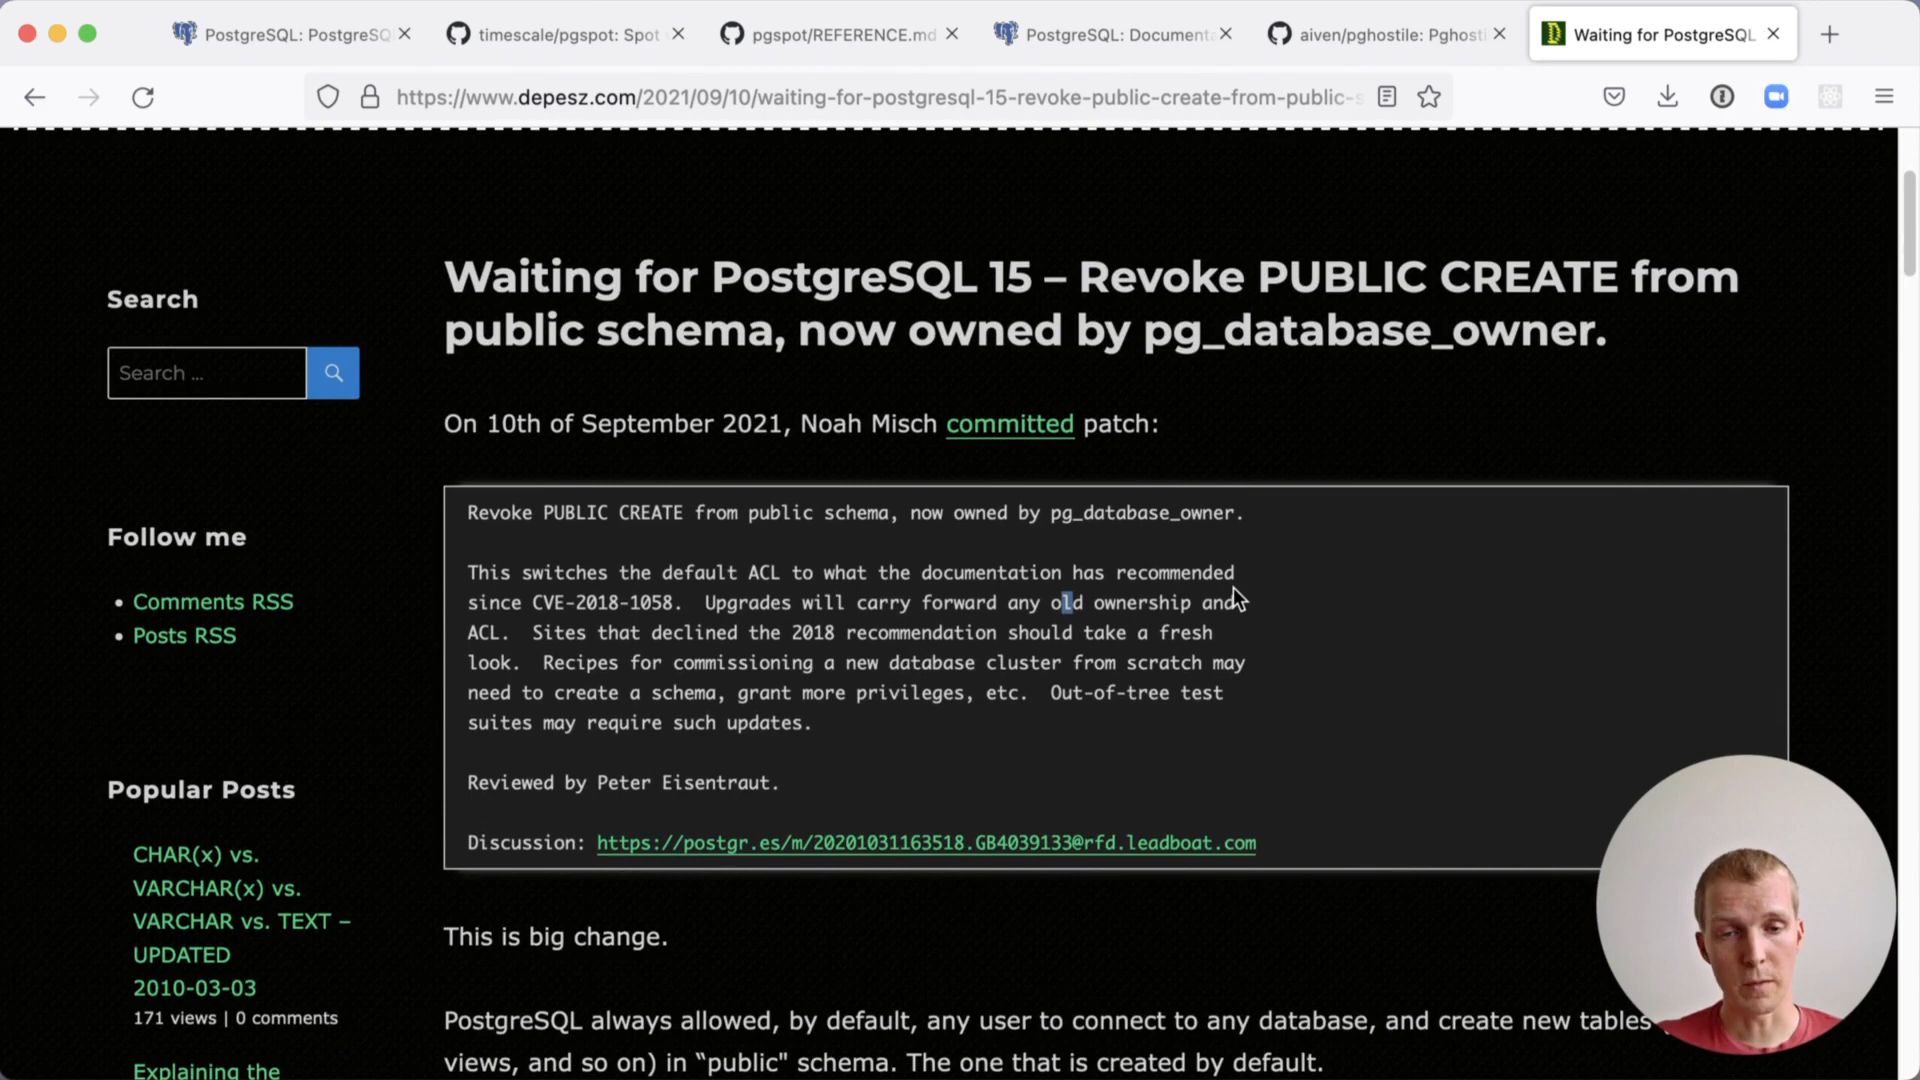 PostgreSQL: PostgreSQ
timescale/pgspot: Spot
pgspot/REFERENCE.md
PostgreSQL: Document
aiven/pghostile: Pghosti
Waiting for PostgreSQL
https://www.depesz.com/2021/09/10/waiting-for-postgresql-15-revoke-public-create-from-public-s
Search
Search ...
Follow me
Comments RSS
Posts RSS
Popular Posts
CHAR(x) vs.
VARCHAR(x) vs.
VARCHAR vs. TEXT –
UPDATED
2010-03-03
171 views | 0 comments
Explaining the
Waiting for PostgreSQL 15 – Revoke PUBLIC CREATE from
public schema, now owned by pg_database_owner.
On 10th of September 2021, Noah Misch committed patch:
Revoke PUBLIC CREATE from public schema, now owned by pg_database_owner.
This switches the default ACL to what the documentation has recommended
since CVE-2018-1058.  Upgrades will carry forward any old ownership and
ACL.  Sites that declined the 2018 recommendation should take a fresh
look.  Recipes for commissioning a new database cluster from scratch may
need to create a schema, grant more privileges, etc.  Out-of-tree test
suites may require such updates.
Reviewed by Peter Eisentraut.
Discussion: https://postgr.es/m/20201031163518.GB4039133@rfd.leadboat.com
This is big change.
PostgreSQL always allowed, by default, any user to connect to any database, and create new tables
views, and so on) in “public" schema. The one that is created by default.